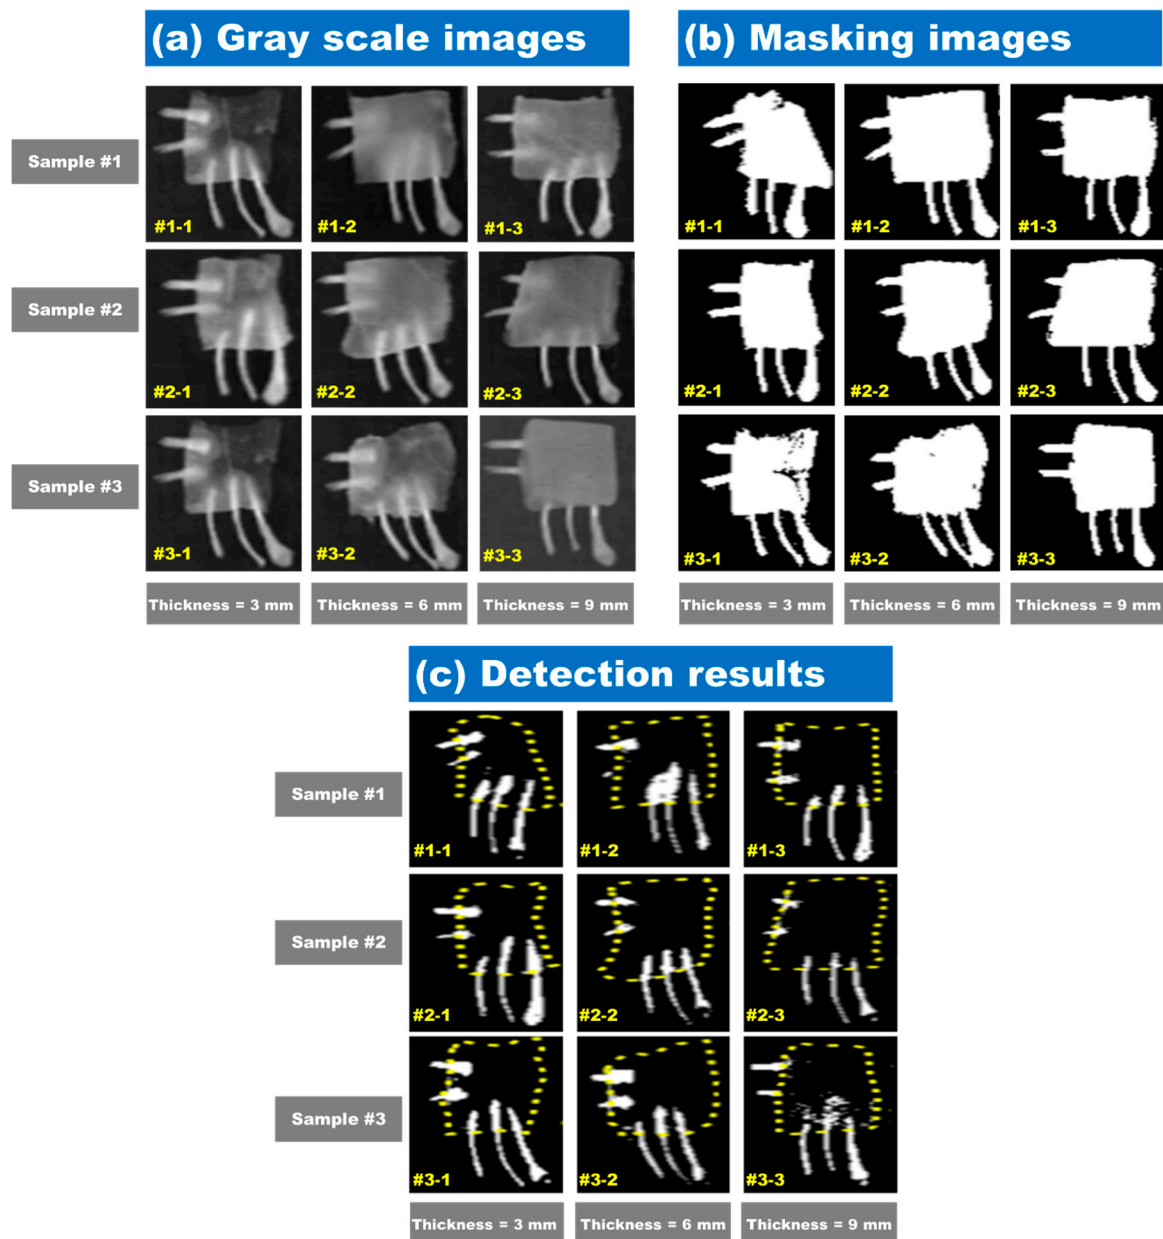 (a) Gray scale images
(b) Masking images
Sample #1
#1-1
#1-2
#1-3
#1-1
#1-2
#1-3
Sample #2
#2-1
#2-2
#2-3
#2-1
#2-2
#2-3
Sample #3
#3-1
#3-2
#3-3
#3-1
#3-2
#3-3
Thickness = 3 mm
Thickness = 6 mm
Thickness = 9 mm
Thickness = 3 mm
Thickness = 6 mm
Thickness = 9 mm
(c) Detection results
Sample #1
#1-1
#1-2
#1-3
Sample #2
#2-1
#2-2
#2-3
Sample #3
#3-1
#3-2
#3-3
Thickness = 3 mm
Thickness = 6 mm
Thickness = 9 mm